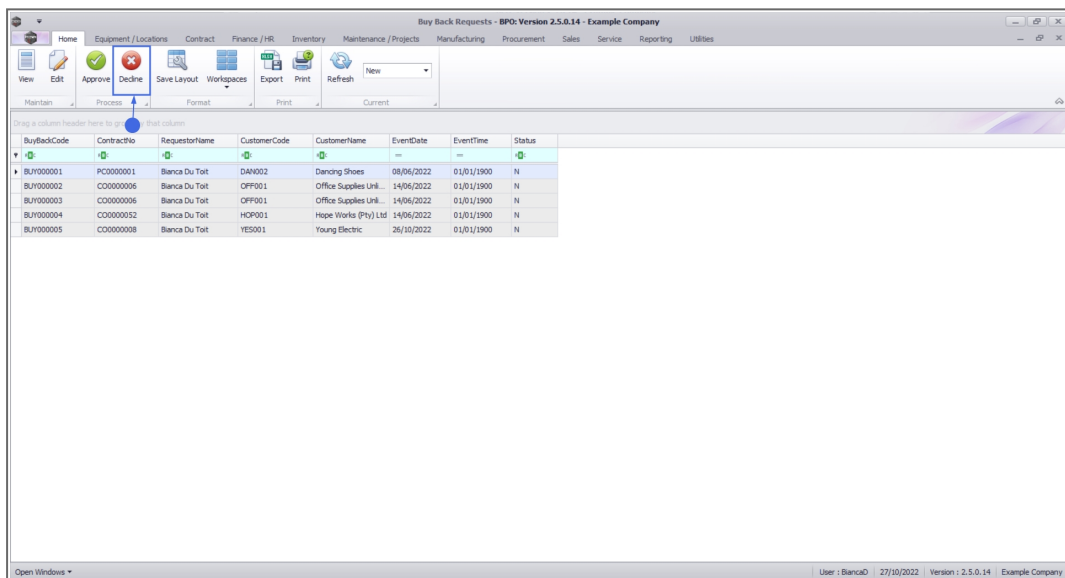 Buy Back Requests - BPO: Version 2.5.0.14 - Example Company
Home Equipment / Locations Contract Finance / HR Inventory Maintenance / Projects Manufacturing Procurement Sales Service Reporting Utilities
View Edit Approve Decline Save Layout Workspaces Export Print Refresh New
Maintain Process Format Print Current
Drag a column header here to that column
BuyBackCode ContractNo RequestorName CustomerCode CustomerName EventDate EventTime Status
= =
BUY000001 PC0000001 Bianca Du Toit DAN002 Dancing Shoes 08/06/2022 01/01/1900 N
BUY000002 CO0000006 Bianca Du Toit OFF001 Office Supplies Unli... 14/06/2022 01/01/1900 N
BUY000003 CO0000006 Bianca Du Toit OFF001 Office Supplies Unli... 14/06/2022 01/01/1900 N
BUY000004 CO0000052 Bianca Du Toit HOP001 Hope Works (Pty) Ltd 14/06/2022 01/01/1900 N
BUY000005 CO0000008 Bianca Du Toit YES001 Young Electric 26/10/2022 01/01/1900 N
Open Windows User : BiancaD 27/10/2022 Version : 2.5.0.14 Example Company